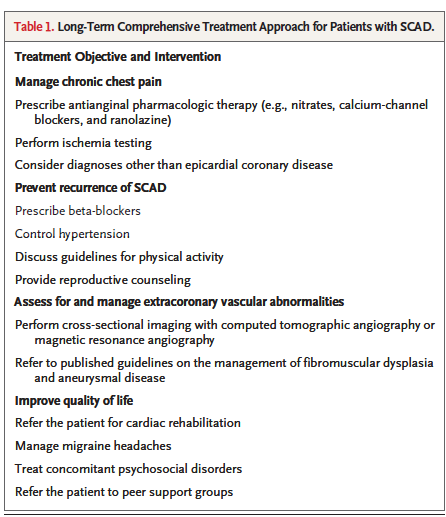 Table 1. Long-Term Comprehensive Treatment Approach for Patients with SCAD.
Treatment Objective and Intervention
Manage chronic chest pain
Prescribe antianginal pharmacologic therapy (e.g., nitrates, calcium-channel
blockers, and ranolazine)
Perform ischemia testing
Consider diagnoses other than epicardial coronary disease
Prevent recurrence of SCAD
Prescribe beta-blockers
Control hypertension
Discuss guidelines for physical activity
Provide reproductive counseling
Assess for and manage extracoronary vascular abnormalities
Perform cross-sectional imaging with computed tomographic angiography or
magnetic resonance angiography
Refer to published guidelines on the management of fibromuscular dysplasia
and aneurysmal disease
Improve quality of life
Refer the patient for cardiac rehabilitation
Manage migraine headaches
Treat concomitant psychosocial disorders
Refer the patient to peer support groups